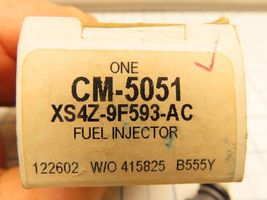 ONE
CM-5051
XS4Z-9F593-AC
FUEL INJECTOR
122602 W/O 415825 B555Y